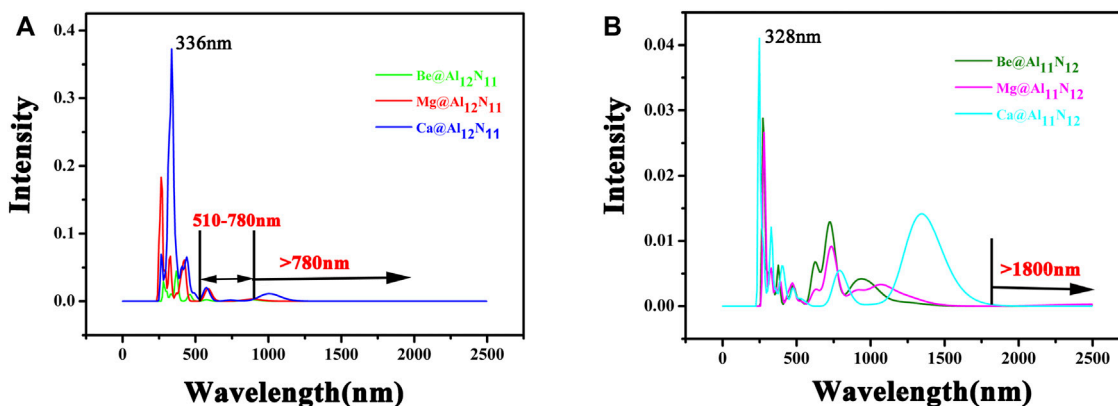 A
336nm
Be@Al12N11
Mg@Al12N11
Ca@Al12N11
510-780nm
>780nm
Intensity
0.4
0.3
0.2
0.1
0.0
0
500
1000
1500
2000
2500
Wavelength(nm)
B
328nm
Be@Al11N12
Mg@Al11N12
Ca@Al11N12
>1800nm
Intensity
0.04
0.03
0.02
0.01
0.00
0
500
1000
1500
2000
2500
Wavelength(nm)